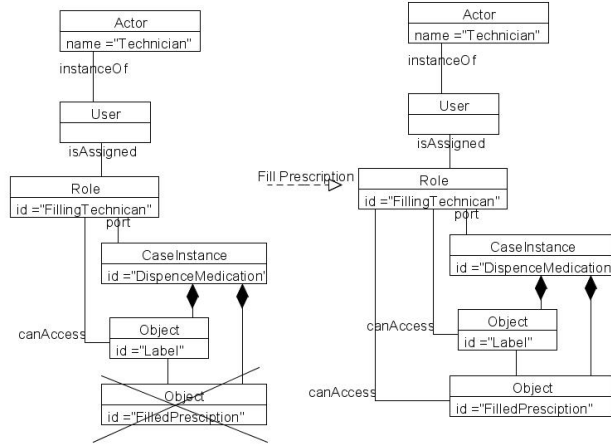 Actor
name ="Technician"
instanceOf
User
isAssigned
Role
id ="FillingTechnican"
port
CaseInstance
id ="DispenceMedication"
canAccess
Object
id ="Label"
Object
id ="FilledPresciption"
Fill Prescription
Actor
name ="Technician"
instanceOf
User
isAssigned
Role
id ="FillingTechnican"
port
CaseInstance
id ="DispenceMedication"
canAccess
Object
id ="Label"
canAccess
Object
id ="FilledPresciption"